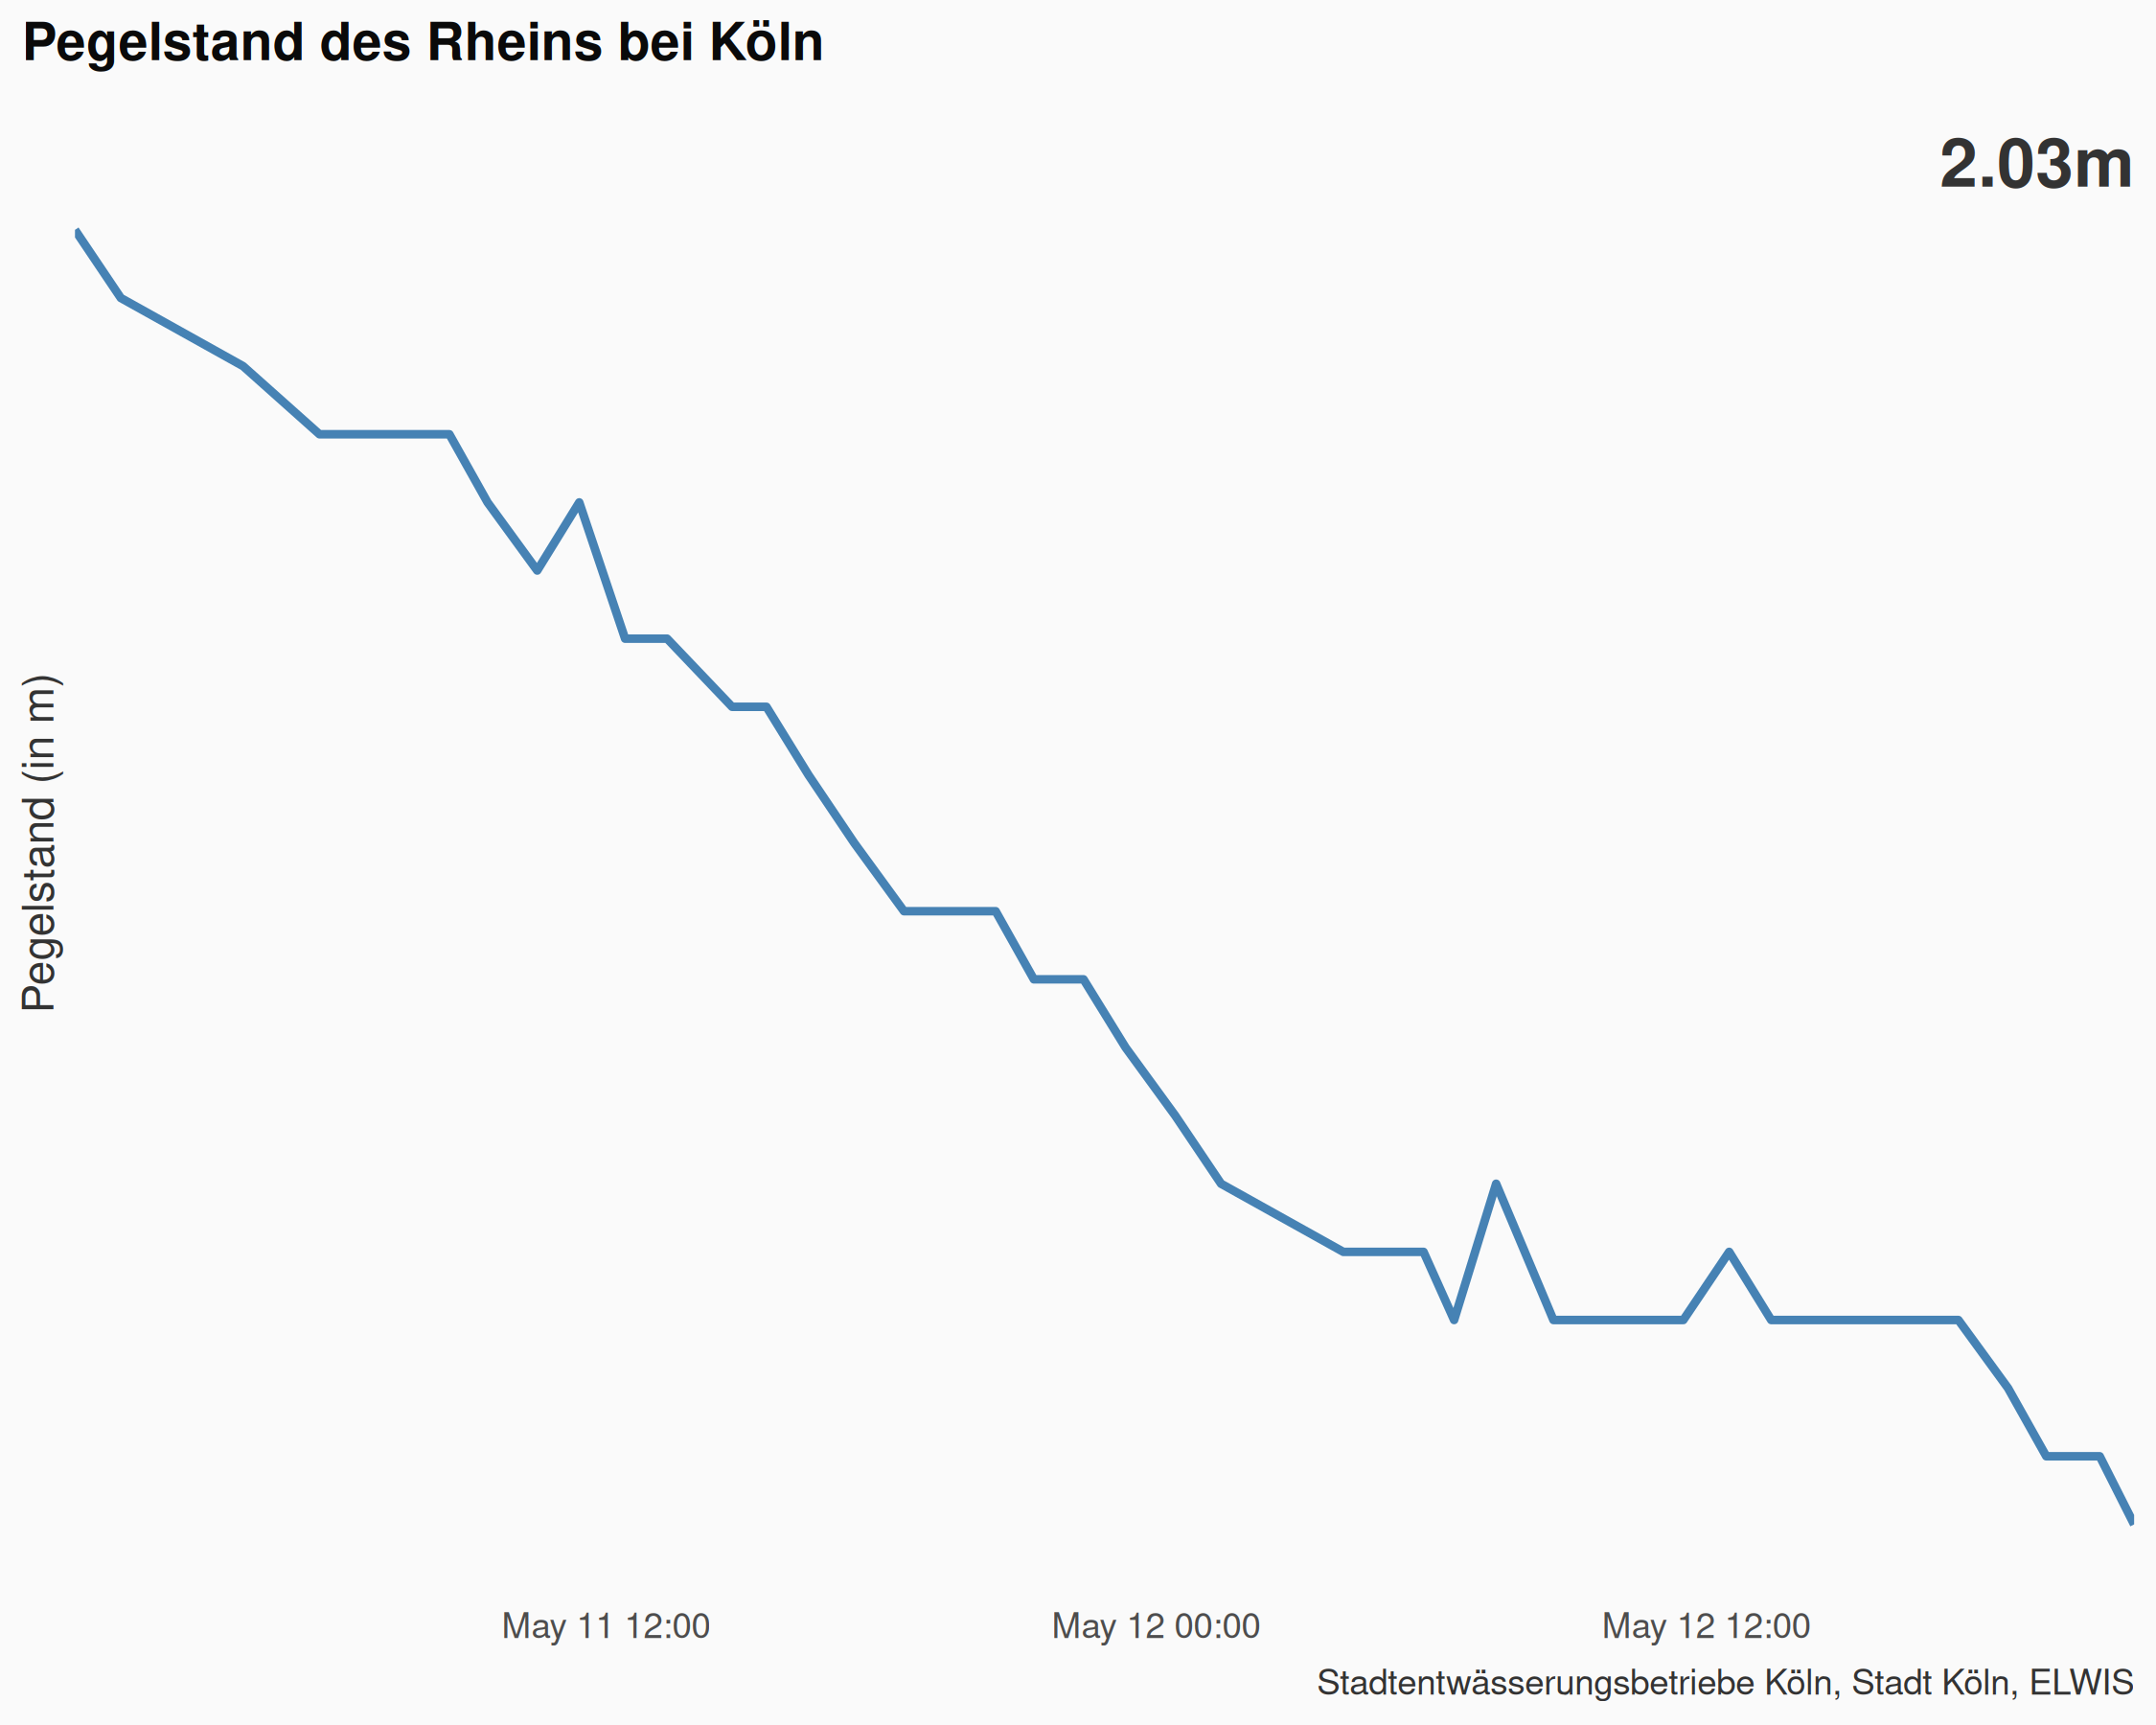 Pegelstand des Rheins bei Köln
2.03m
Pegelstand (in m)
May 11 12:00
May 12 00:00
May 12 12:00
Stadtentwässerungsbetriebe Köln, Stadt Köln, ELWIS